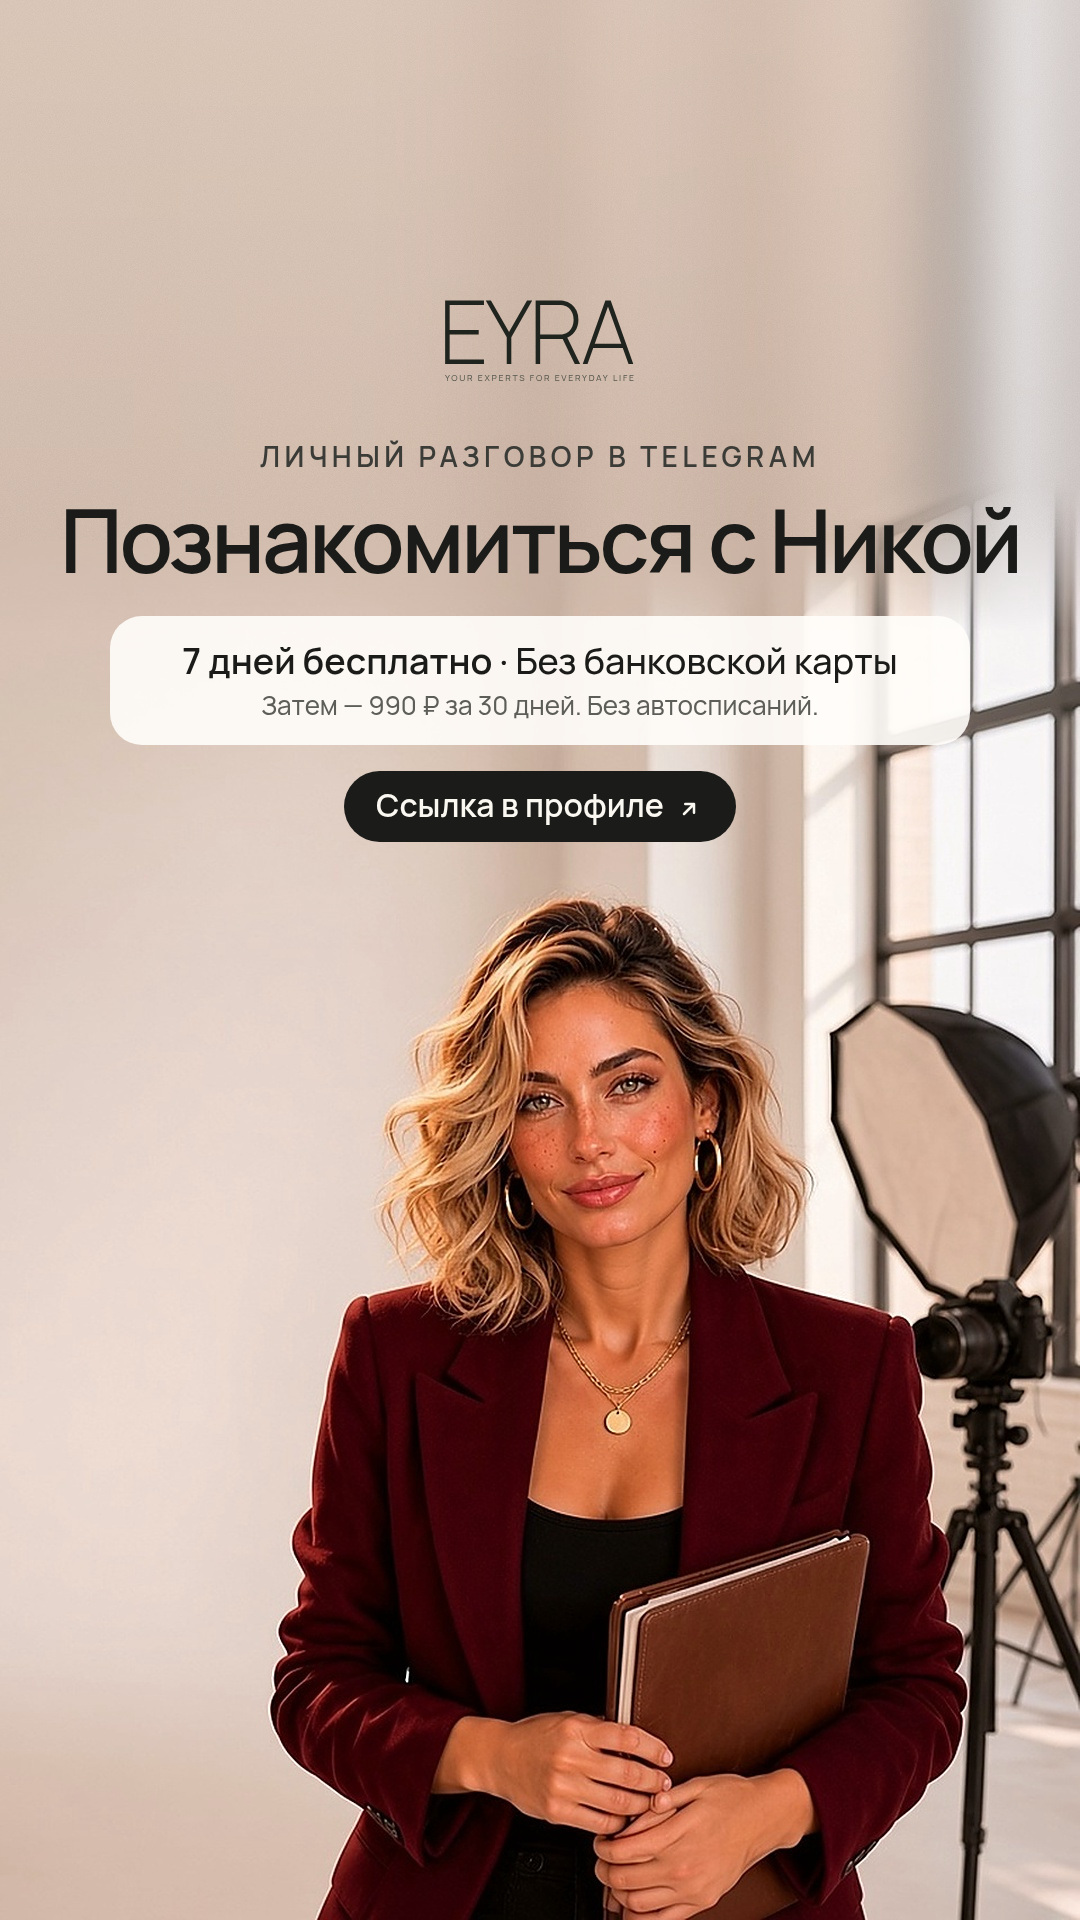 EYRA
YOUR EXPERTS FOR EVERYDAY LIFE
ЛИЧНЫЙ РАЗГОВОР В TELEGRAM
Познакомиться с Никой
7 дней бесплатно · Без банковской карты
Затем — 990 ₽ за 30 дней. Без автосписаний.
Ссылка в профиле ↗